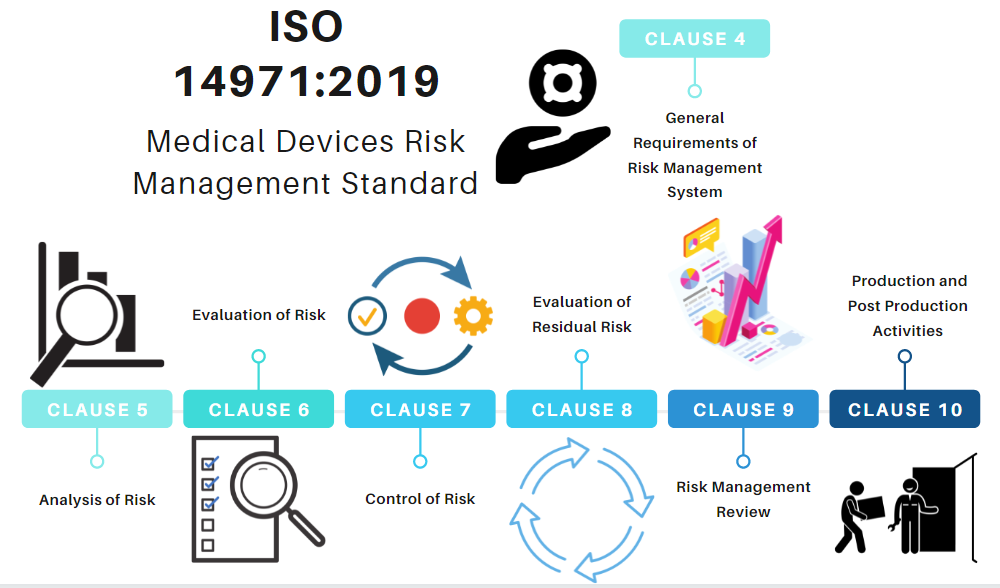 ISO
14971:2019
Medical Devices Risk
Management Standard
CLAUSE 4
General
Requirements of
Risk Management
System
CLAUSE 5
Analysis of Risk
Evaluation of Risk
CLAUSE 6
CLAUSE 7
Control of Risk
Evaluation of
Residual Risk
CLAUSE 8
CLAUSE 9
Risk Management
Review
Production and
Post Production
Activities
CLAUSE 10